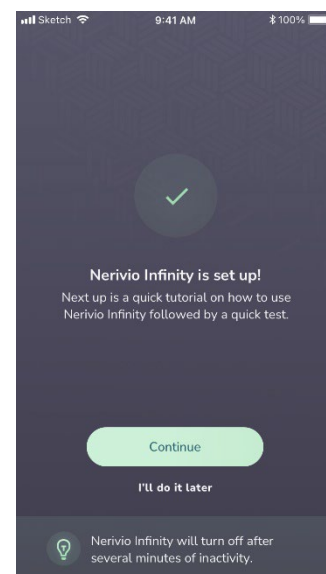 Sketch 9:41 AM 100%
Nerivio Infinity is set up!
Next up is a quick tutorial on how to use
Nerivio Infinity followed by a quick test.
Continue
I'll do it later
Nerivio Infinity will turn off after
several minutes of inactivity.